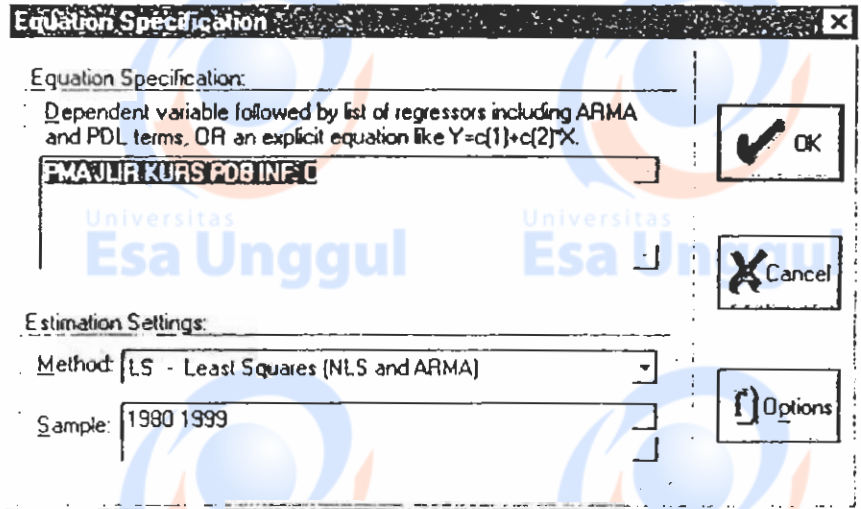 Equation Specification
Equation Specification:
Dependent variable followed by list of regressors including ARMA
and PDL terms, OR an explicit equation like Y=c(1)+c(2)*X.
KURS PDB INF C
OK
Universitas
Esa Unggul
Universitas
Esa Unggul
Cancel
Estimation Settings:
Method: LS - Least Squares (NLS and ARMA)
Options
Sample: 1980 1999